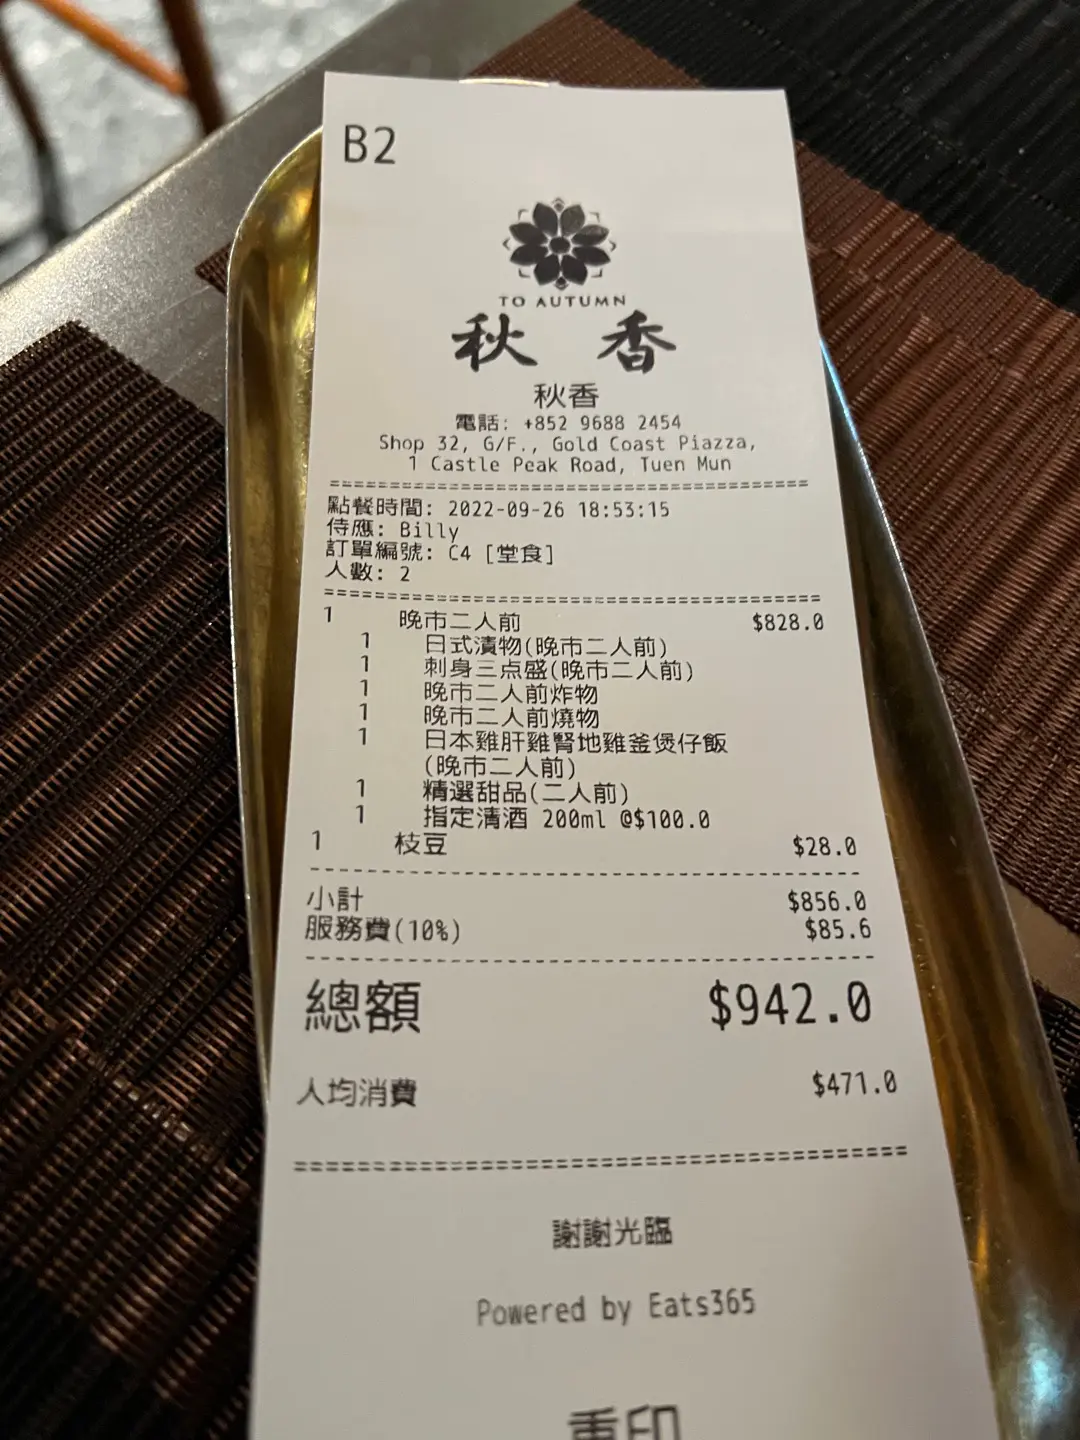 B2
TO AUTUMN
秋 香
秋香
電話: +852 9688 2454
Shop 32, G/F., Gold Coast Piazza,
1 Castle Peak Road, Tuen Mun
點餐時間: 2022-09-26 18:53:15
侍應: Billy
訂單編號: C4 [堂食]
人數: 2
1 晚市二人前 $828.0
1 日式漬物(晚市二人前)
1 刺身三点盛(晚市二人前)
1 晚市二人前炸物
1 晚市二人前燒物
1 日本雞肝雞腎地雞釜煲仔飯
(晚市二人前)
1 精選甜品(二人前)
1 指定清酒 200ml @$100.0
1 枝豆 $28.0
小計 $856.0
服務費(10%) $85.6
總額 $942.0
人均消費 $471.0
謝謝光臨
Powered by Eats365
重印